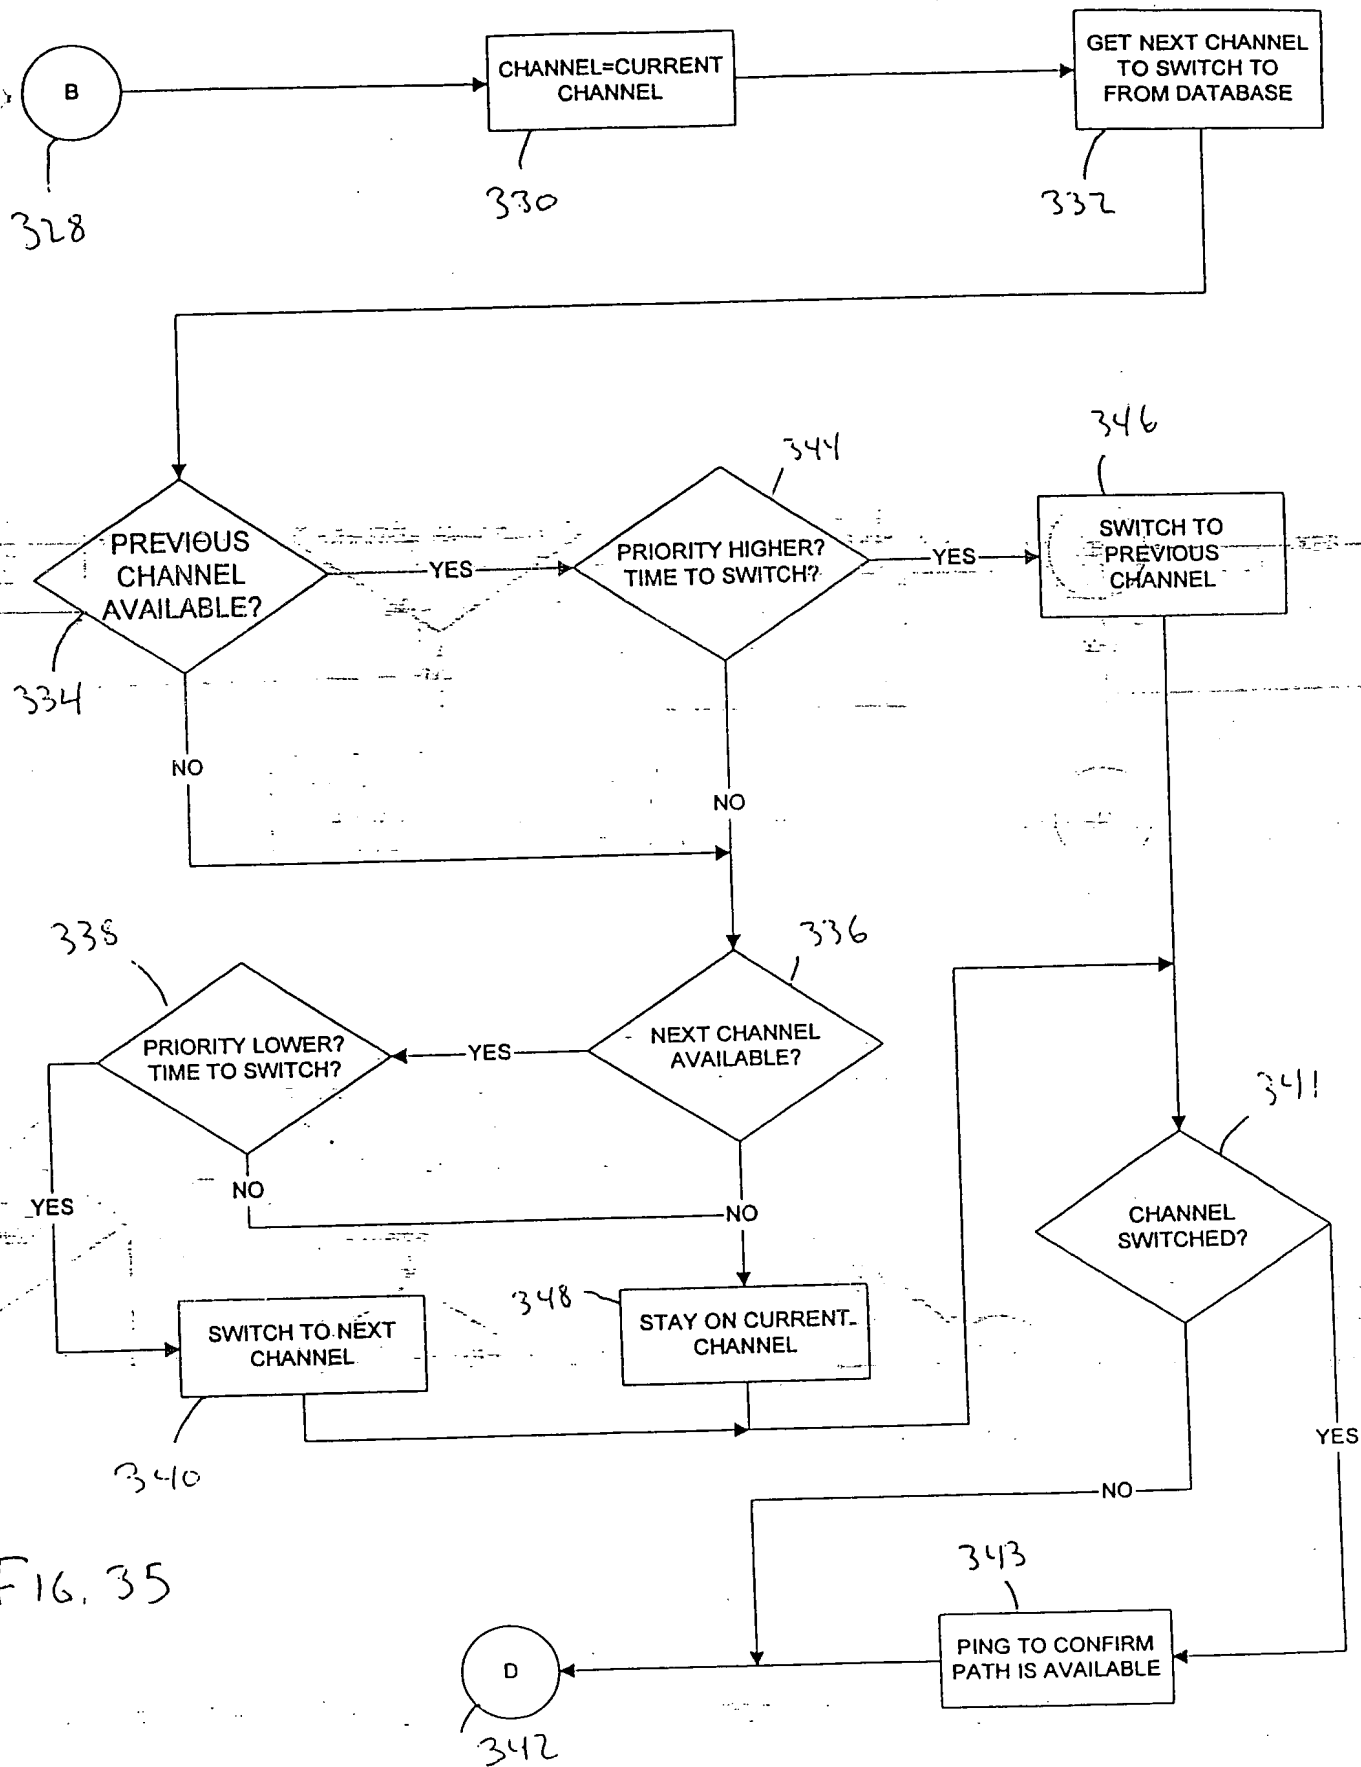 B
CHANNEL=CURRENT
CHANNEL
GET NEXT CHANNEL
TO SWITCH TO
FROM DATABASE
328
330
332
PREVIOUS
CHANNEL
AVAILABLE?
334
YES
344
PRIORITY HIGHER?
TIME TO SWITCH?
YES
346
SWITCH TO
PREVIOUS
CHANNEL
NO
NO
338
PRIORITY LOWER?
TIME TO SWITCH?
YES
336
NEXT CHANNEL
AVAILABLE?
341
CHANNEL
SWITCHED?
YES
NO
NO
SWITCH TO NEXT
CHANNEL
340
348
STAY ON CURRENT
CHANNEL
YES
NO
343
PING TO CONFIRM
PATH IS AVAILABLE
D
342
FIG. 35